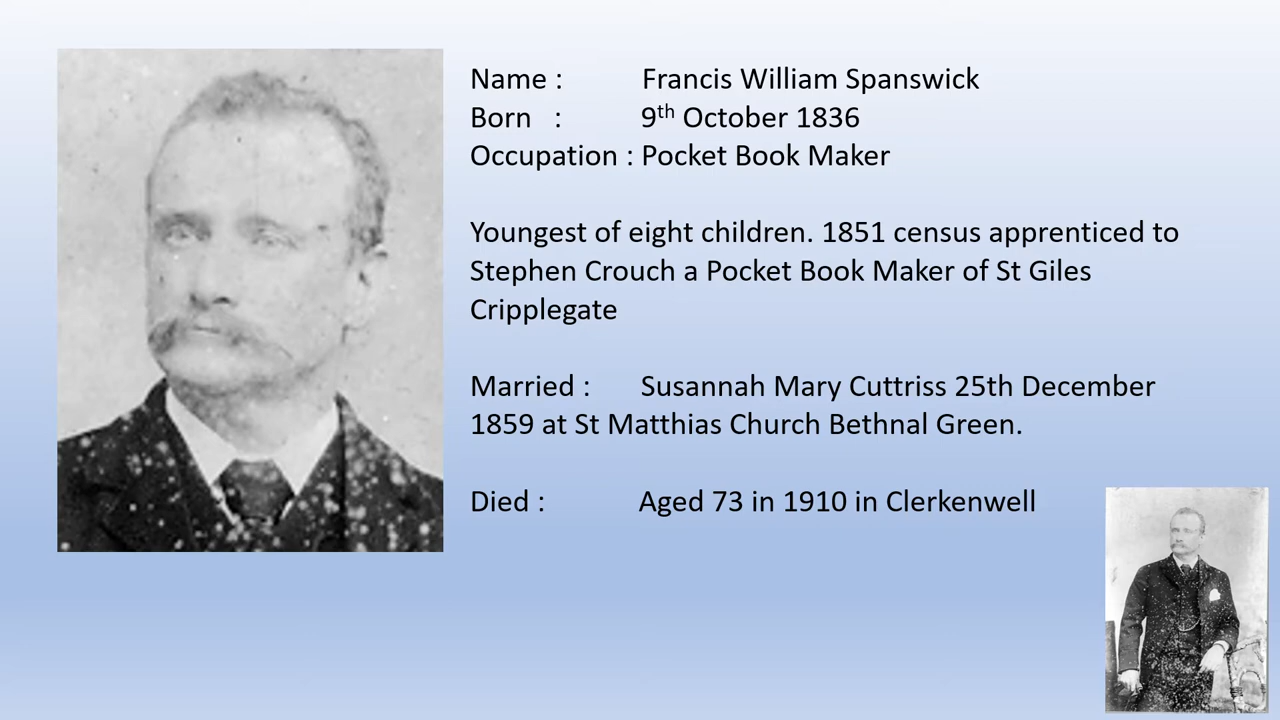 Name : Francis William Spanswick
Born : 9th October 1836
Occupation : Pocket Book Maker
Youngest of eight children. 1851 census apprenticed to
Stephen Crouch a Pocket Book Maker of St Giles
Cripplegate
Married : Susannah Mary Cuttriss 25th December
1859 at St Matthias Church Bethnal Green.
Died : Aged 73 in 1910 in Clerkenwell